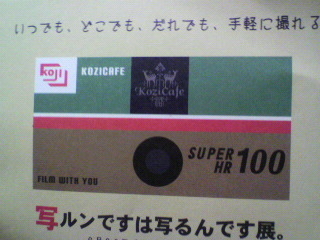 いつでも、どこでも、だれでも、手軽に撮れる
koji KOZICAFE
KoziCafe
SUPER
HR 100
FILM WITH YOU
写ルンですは写るんです展。